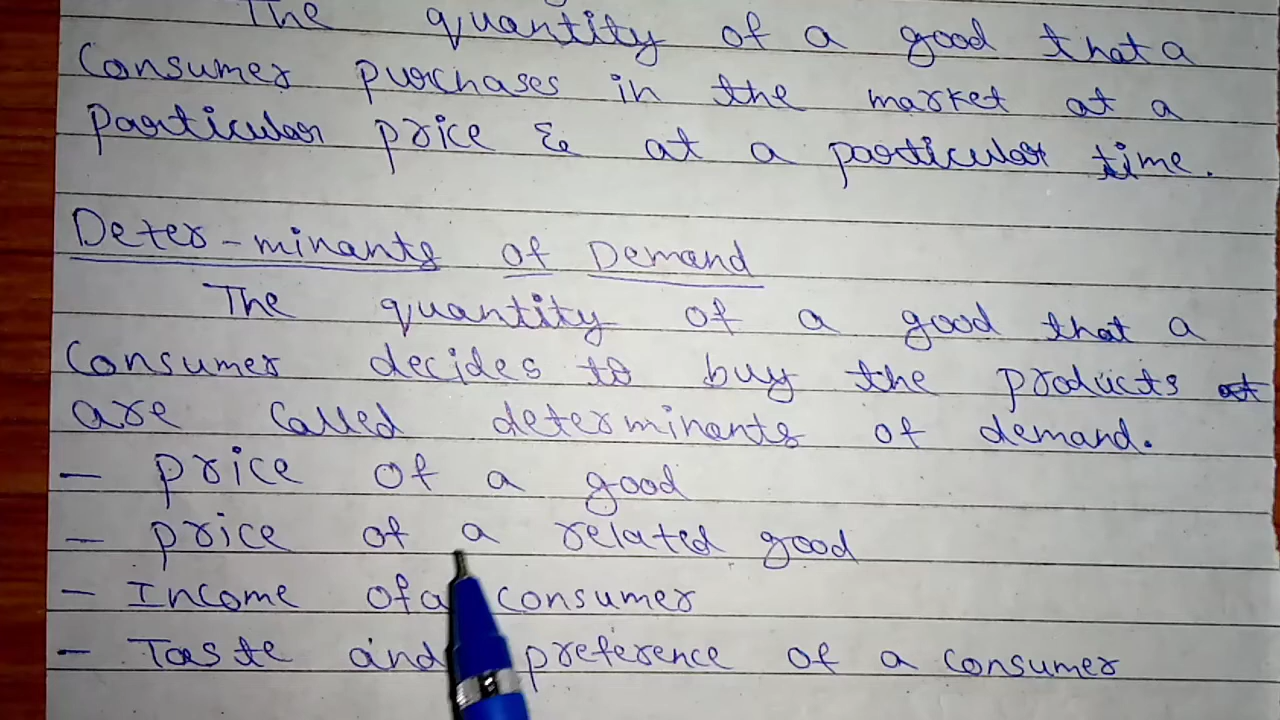 The quantity of a good that a
Consumer purchases in the market at a
particular price & at a particular time.
Deter-minants of Demand
The quantity of a good that a
Consumer decides to buy the products
are called determinants of demand.
- price of a good
- price of a related good
- Income of a consumer
- Taste and preference of a consumer